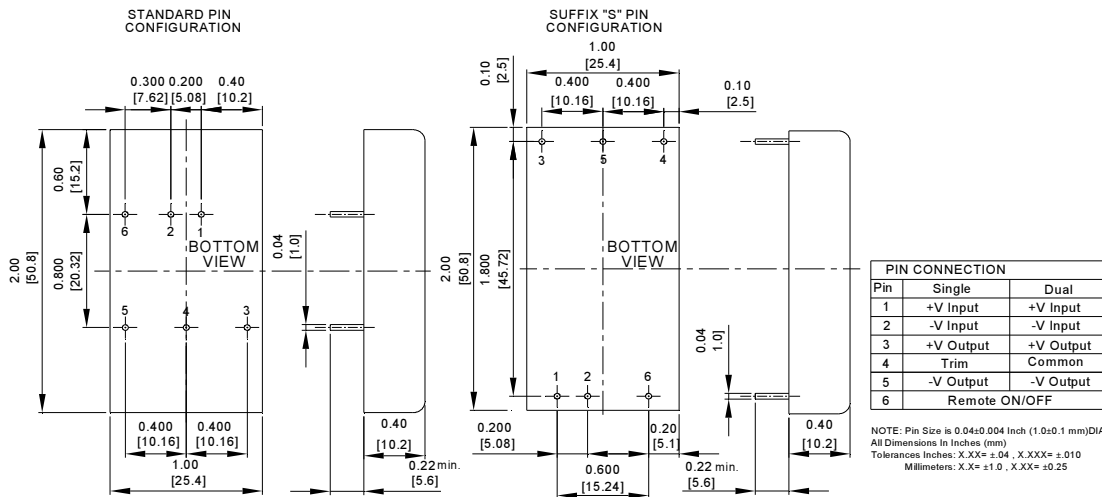 STANDARD PIN
CONFIGURATION
0.300 0.200 0.40
[7.62] [5.08] [10.2]
0.60
[15.2]
2.00
[50.8]
0.800
[20.32]
6 2 1
BOTTOM
VIEW
0.04
[1.0]
5 4 3
0.400 0.400
[10.16] [10.16]
1.00
[25.4]
0.40
[10.2]
0.22 min.
[5.6]
SUFFIX "S" PIN
CONFIGURATION
1.00
[25.4]
0.10
[2.5]
0.400 0.400
[10.16] [10.16]
0.10
[2.5]
3 5 4
BOTTOM
VIEW
2.00
[50.8]
1.800
[45.72]
0.04
1.0]
1 2 6
0.200
[5.08]
0.20
[5.1]
0.600
[15.24]
0.22 min.
[5.6]
0.40
[10.2]
PIN CONNECTION
Pin Single Dual
1 +V Input +V Input
2 -V Input -V Input
3 +V Output +V Output
4 Trim Common
5 -V Output -V Output
6 Remote ON/OFF
NOTE: Pin Size is 0.04±0.004 Inch (1.0±0.1 mm)DIA
All Dimensions In Inches (mm)
Tolerances Inches: X.XX= ±.04 , X.XXX= ±.010
Millimeters: X.X= ±1.0 , X.XX= ±0.25